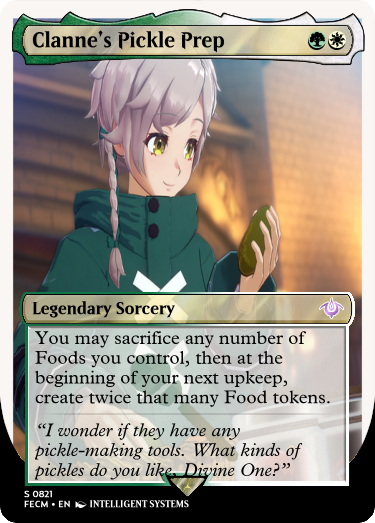 Clanne's Pickle Prep
Legendary Sorcery
You may sacrifice any number of
Foods you control, then at the
beginning of your next upkeep,
create twice that many Food tokens.
“I wonder if they have any
pickle-making tools. What kinds of
pickles do you like, Divine One?”
S 0821
FECM • EN INTELLIGENT SYSTEMS